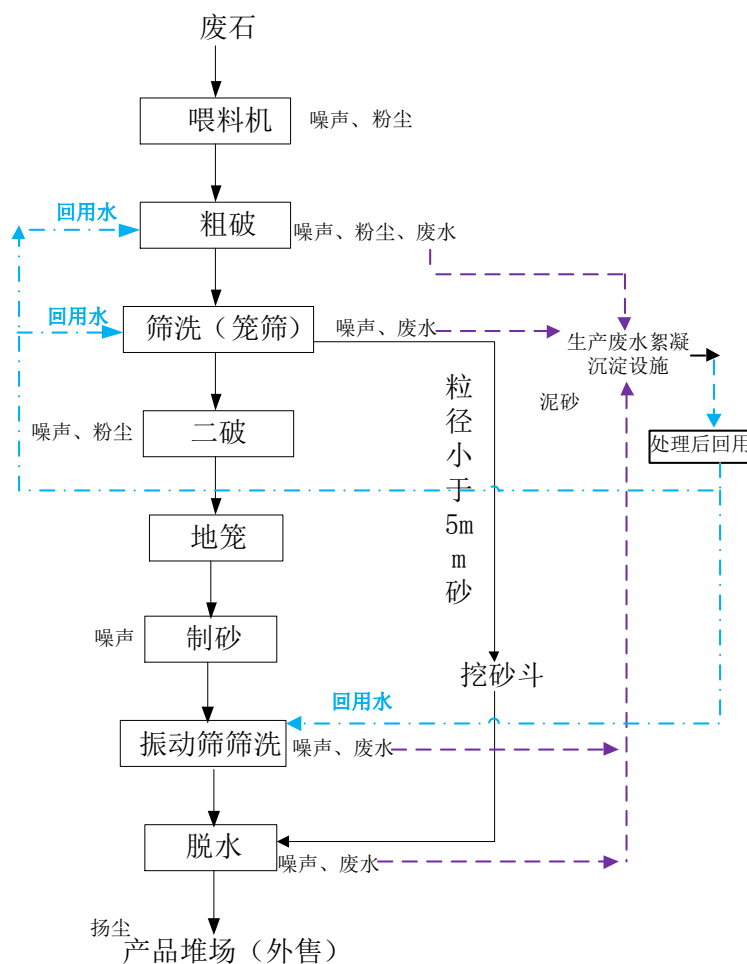 废石
喂料机
噪声、粉尘
回用水
粗破
噪声、粉尘、废水
回用水
筛洗（笼筛）
噪声、废水
生产废水絮凝
沉淀设施
泥砂
处理后回用
噪声、粉尘
二破
粒径小于5mm砂
地笼
噪声
制砂
挖砂斗
回用水
振动筛筛洗
噪声、废水
脱水
噪声、废水
扬尘
产品堆场（外售）